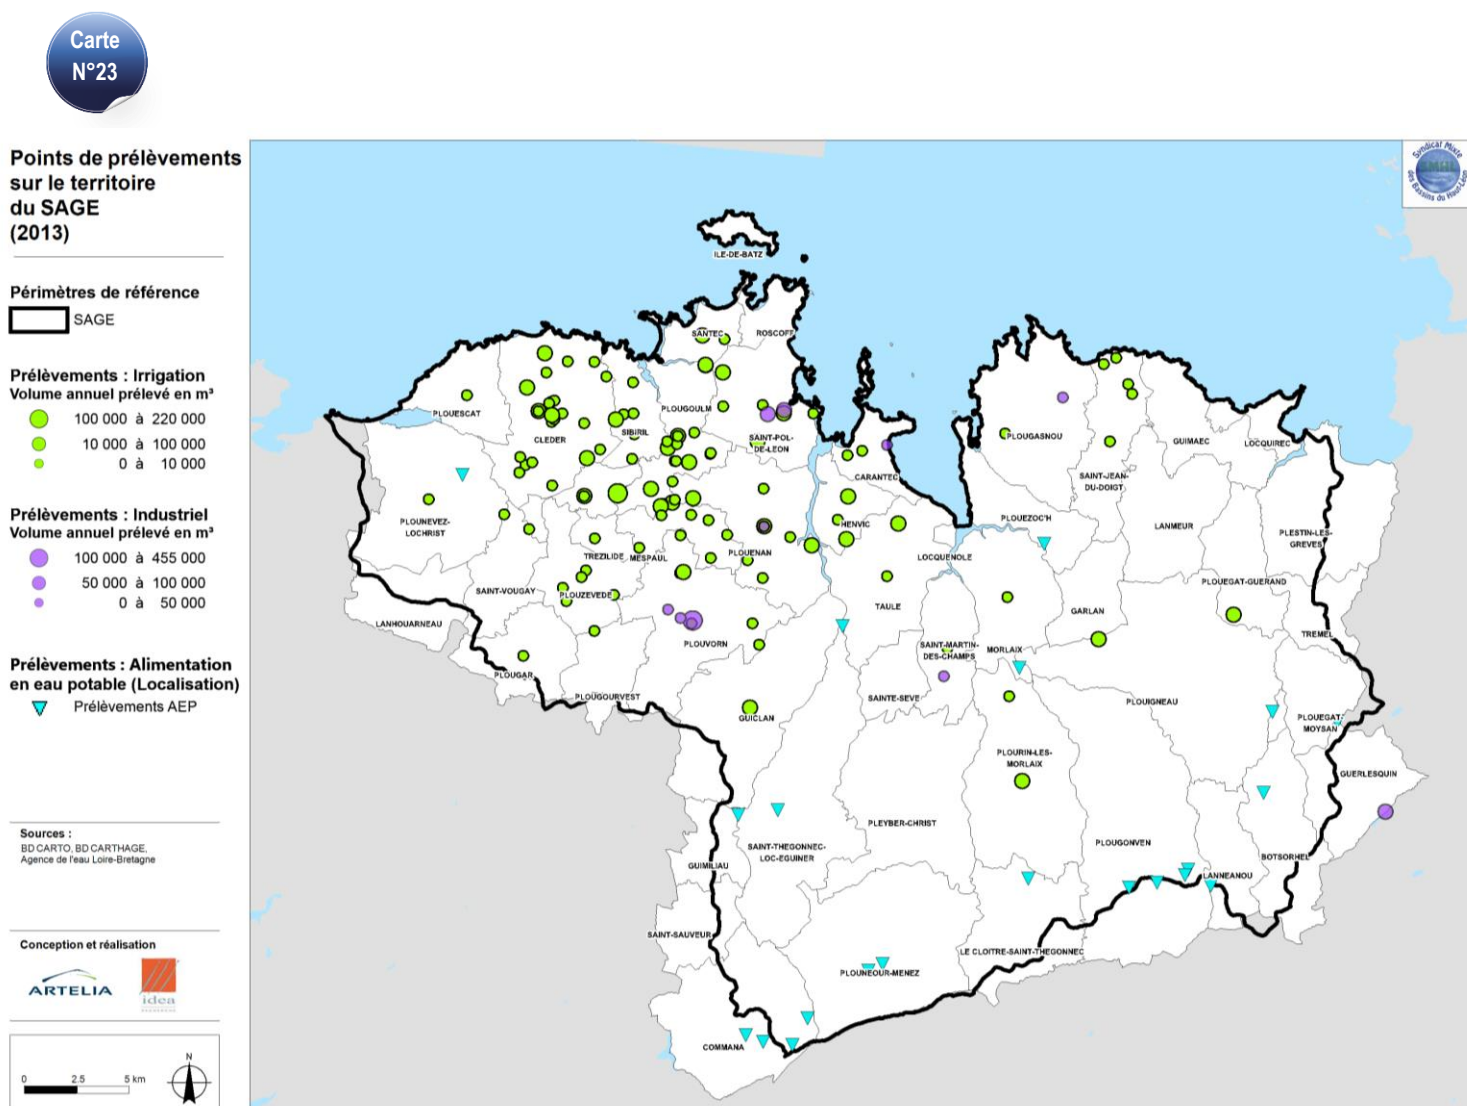 Carte
N°23
Points de prélèvements
sur le territoire
du SAGE
(2013)
Périmètres de référence
SAGE
Prélèvements : Irrigation
Volume annuel prélevé en m³
100 000 à 220 000
10 000 à 100 000
0 à 10 000
Prélèvements : Industriel
Volume annuel prélevé en m³
100 000 à 455 000
50 000 à 100 000
0 à 50 000
Prélèvements : Alimentation
en eau potable (Localisation)
Prélèvements AEP
Sources :
BD CARTO, BD CARTHAGE,
Agence de l'eau Loire-Bretagne
Conception et réalisation
ARTELIA
idea
0 2.5 5 km
N
Syndicat Mixte
SMHL
des Bassins du Haut-Léon
ILE-DE-BATZ
SANTEC
ROSCOFF
PLOUESCAT
PLOUGOULM
CLEDER
SIBIRIL
SAINT-POL-
DE-LEON
PLOUGASNOU
GUIMAEC
LOCQUIREC
CARANTEC
SAINT-JEAN-
DU-DOIGT
PLOUNEVEZ-
LOCHRIST
HENVIC
PLOUEZOC'H
LANMEUR
PLESTIN-LES-
GREVES
TREZILIDE
MESPAUL
PLOUENAN
LOCQUENOLE
SAINT-VOUGAY
PLOUZEVEDE
PLOUEGAT-GUERAND
LANHOUARNEAU
TAULE
GARLAN
TREMEL
PLOUVORN
SAINT-MARTIN-
DES-CHAMPS
MORLAIX
PLOUGAR
PLOUGOURVEST
SAINTE-SEVE
PLOUIGNEAU
GUICLAN
PLOUEGAT-
MOYSAN
PLOURIN-LES-
MORLAIX
GUERLESQUIN
PLEYBER-CHRIST
SAINT-THEGONNEC-
LOC-EGUINER
PLOUGONVEN
GUIMILIAU
BOTSORHEL
LANNEANOU
SAINT-SAUVEUR
LE CLOITRE-SAINT-THEGONNEC
PLOUNEOUR-MENEZ
COMMANA